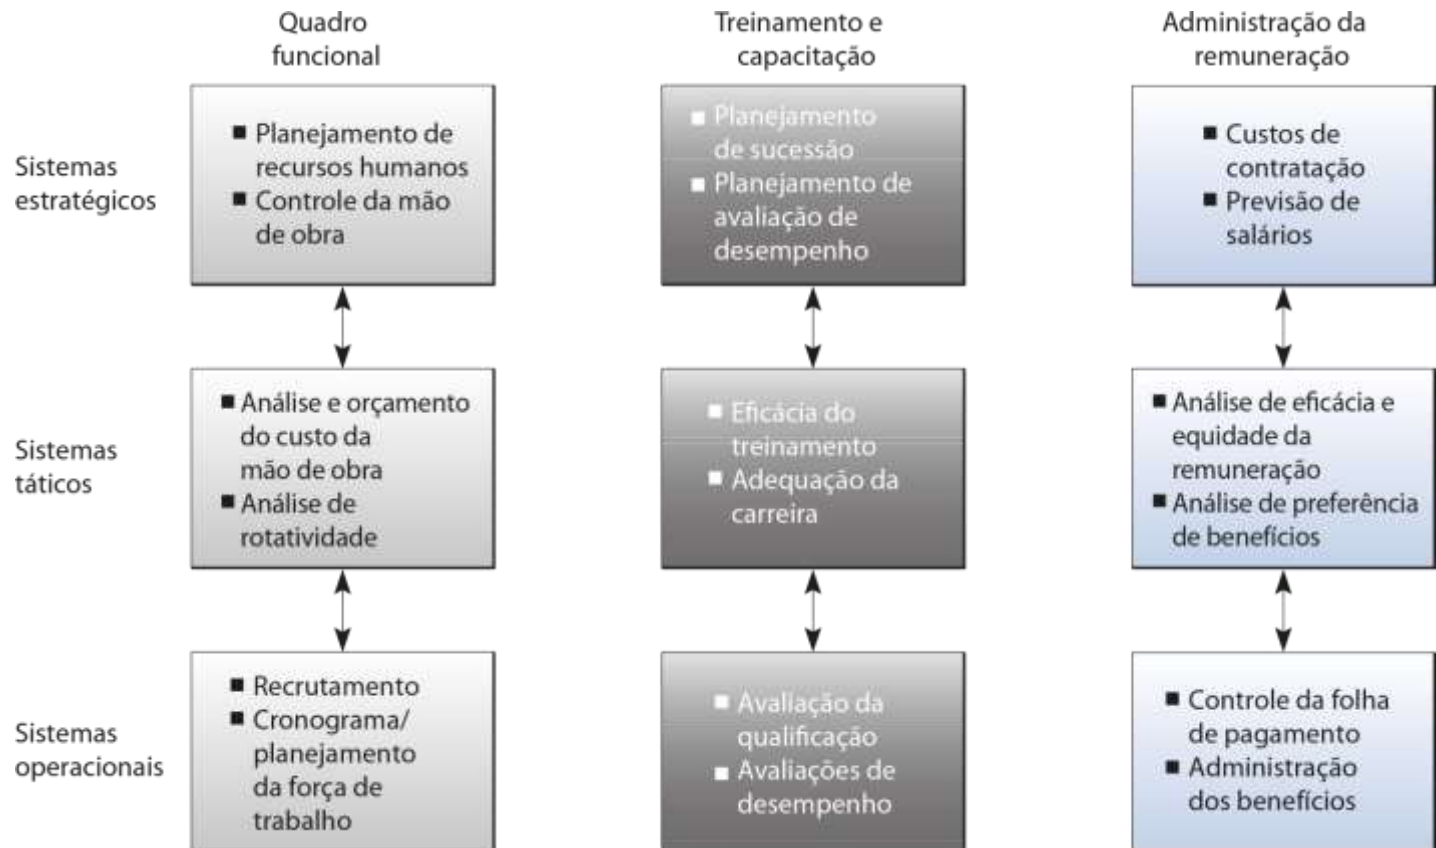 Quadro
funcional
Treinamento e
capacitação
Administração da
remuneração
Sistemas
estratégicos
■ Planejamento de
recursos humanos
■ Controle da mão
de obra
■ Planejamento
de sucessão
■ Planejamento de
avaliação de
desempenho
■ Custos de
contratação
■ Previsão de
salários
Sistemas
táticos
■ Análise e orçamento
do custo da
mão de obra
■ Análise de
rotatividade
■ Eficácia do
treinamento
■ Adequação da
carreira
■ Análise de eficácia e
equidade da
remuneração
■ Análise de preferência
de benefícios
Sistemas
operacionais
■ Recrutamento
■ Cronograma/
planejamento
da força de
trabalho
■ Avaliação da
qualificação
■ Avaliações de
desempenho
■ Controle da folha
de pagamento
■ Administração
dos benefícios